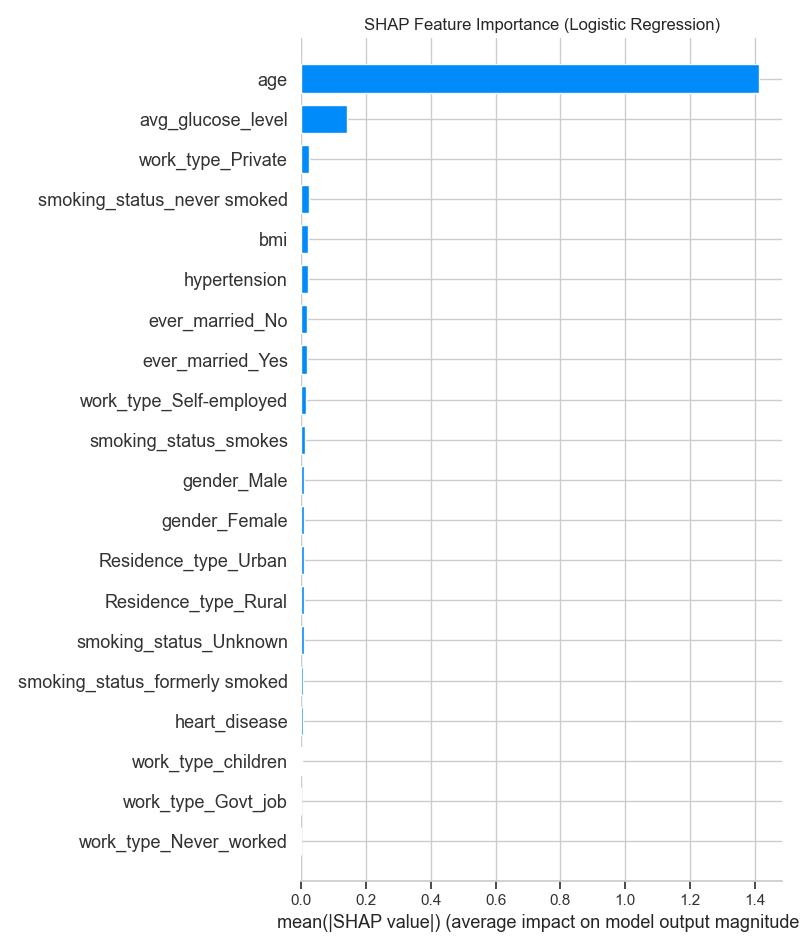 SHAP Feature Importance (Logistic Regression)
age
avg_glucose_level
work_type_Private
smoking_status_never smoked
bmi
hypertension
ever_married_No
ever_married_Yes
work_type_Self-employed
smoking_status_smokes
gender_Male
gender_Female
Residence_type_Urban
Residence_type_Rural
smoking_status_Unknown
smoking_status_formerly smoked
heart_disease
work_type_children
work_type_Govt_job
work_type_Never_worked
0.0 0.2 0.4 0.6 0.8 1.0 1.2 1.4
mean(|SHAP value|) (average impact on model output magnitude